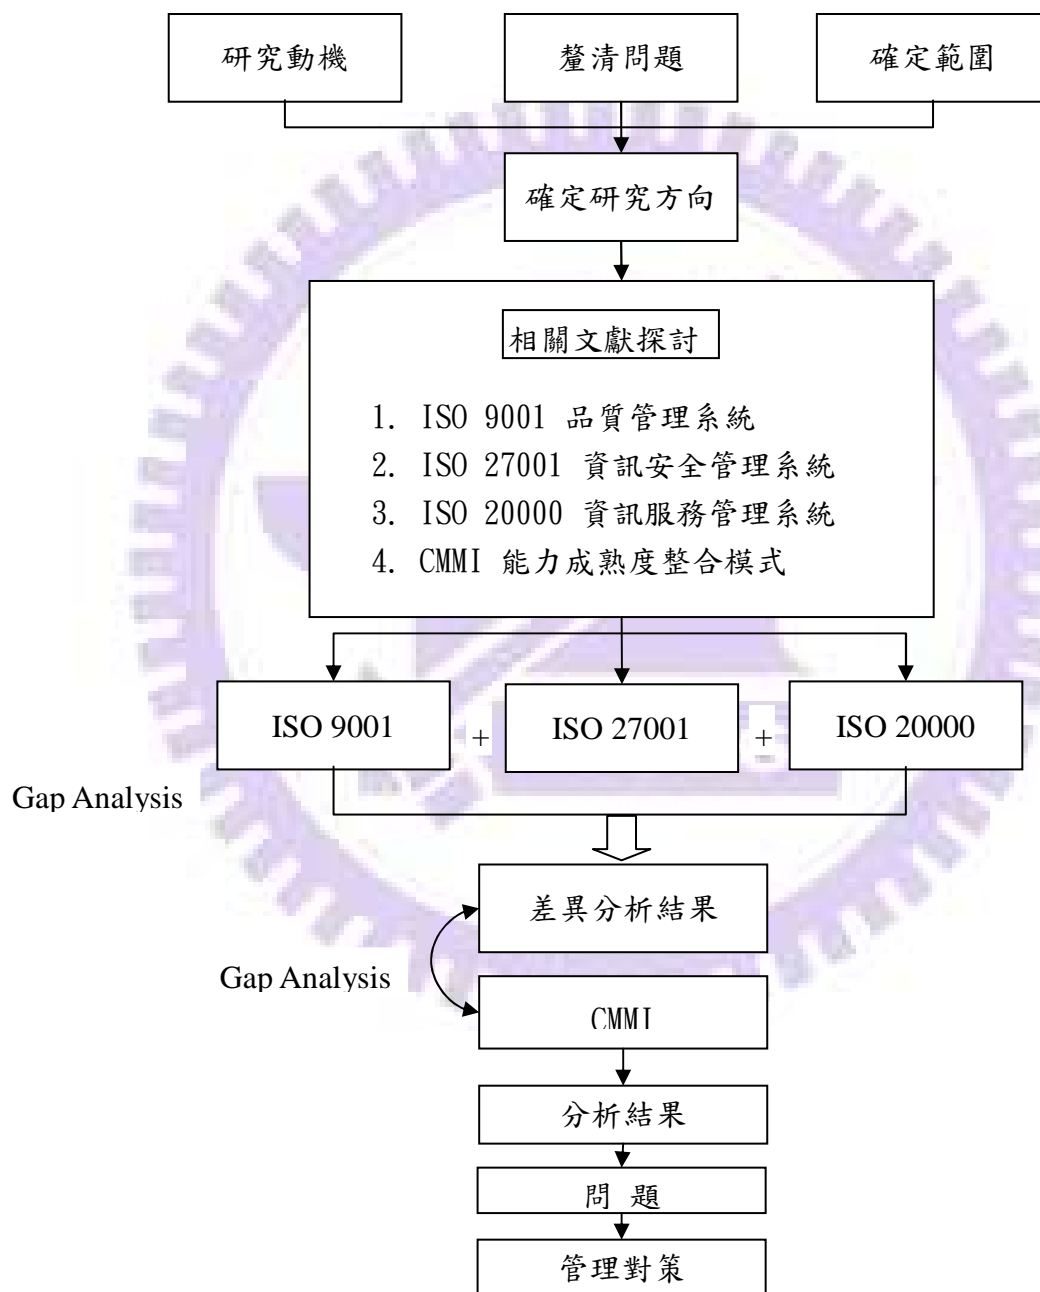 研究動機
釐清問題
確定範圍
確定研究方向
相關文獻探討
1. ISO 9001 品質管理系統
2. ISO 27001 資訊安全管理系統
3. ISO 20000 資訊服務管理系統
4. CMMI 能力成熟度整合模式
ISO 9001 + ISO 27001 + ISO 20000
Gap Analysis
差異分析結果
Gap Analysis
CMMI
分析結果
問 題
管理對策